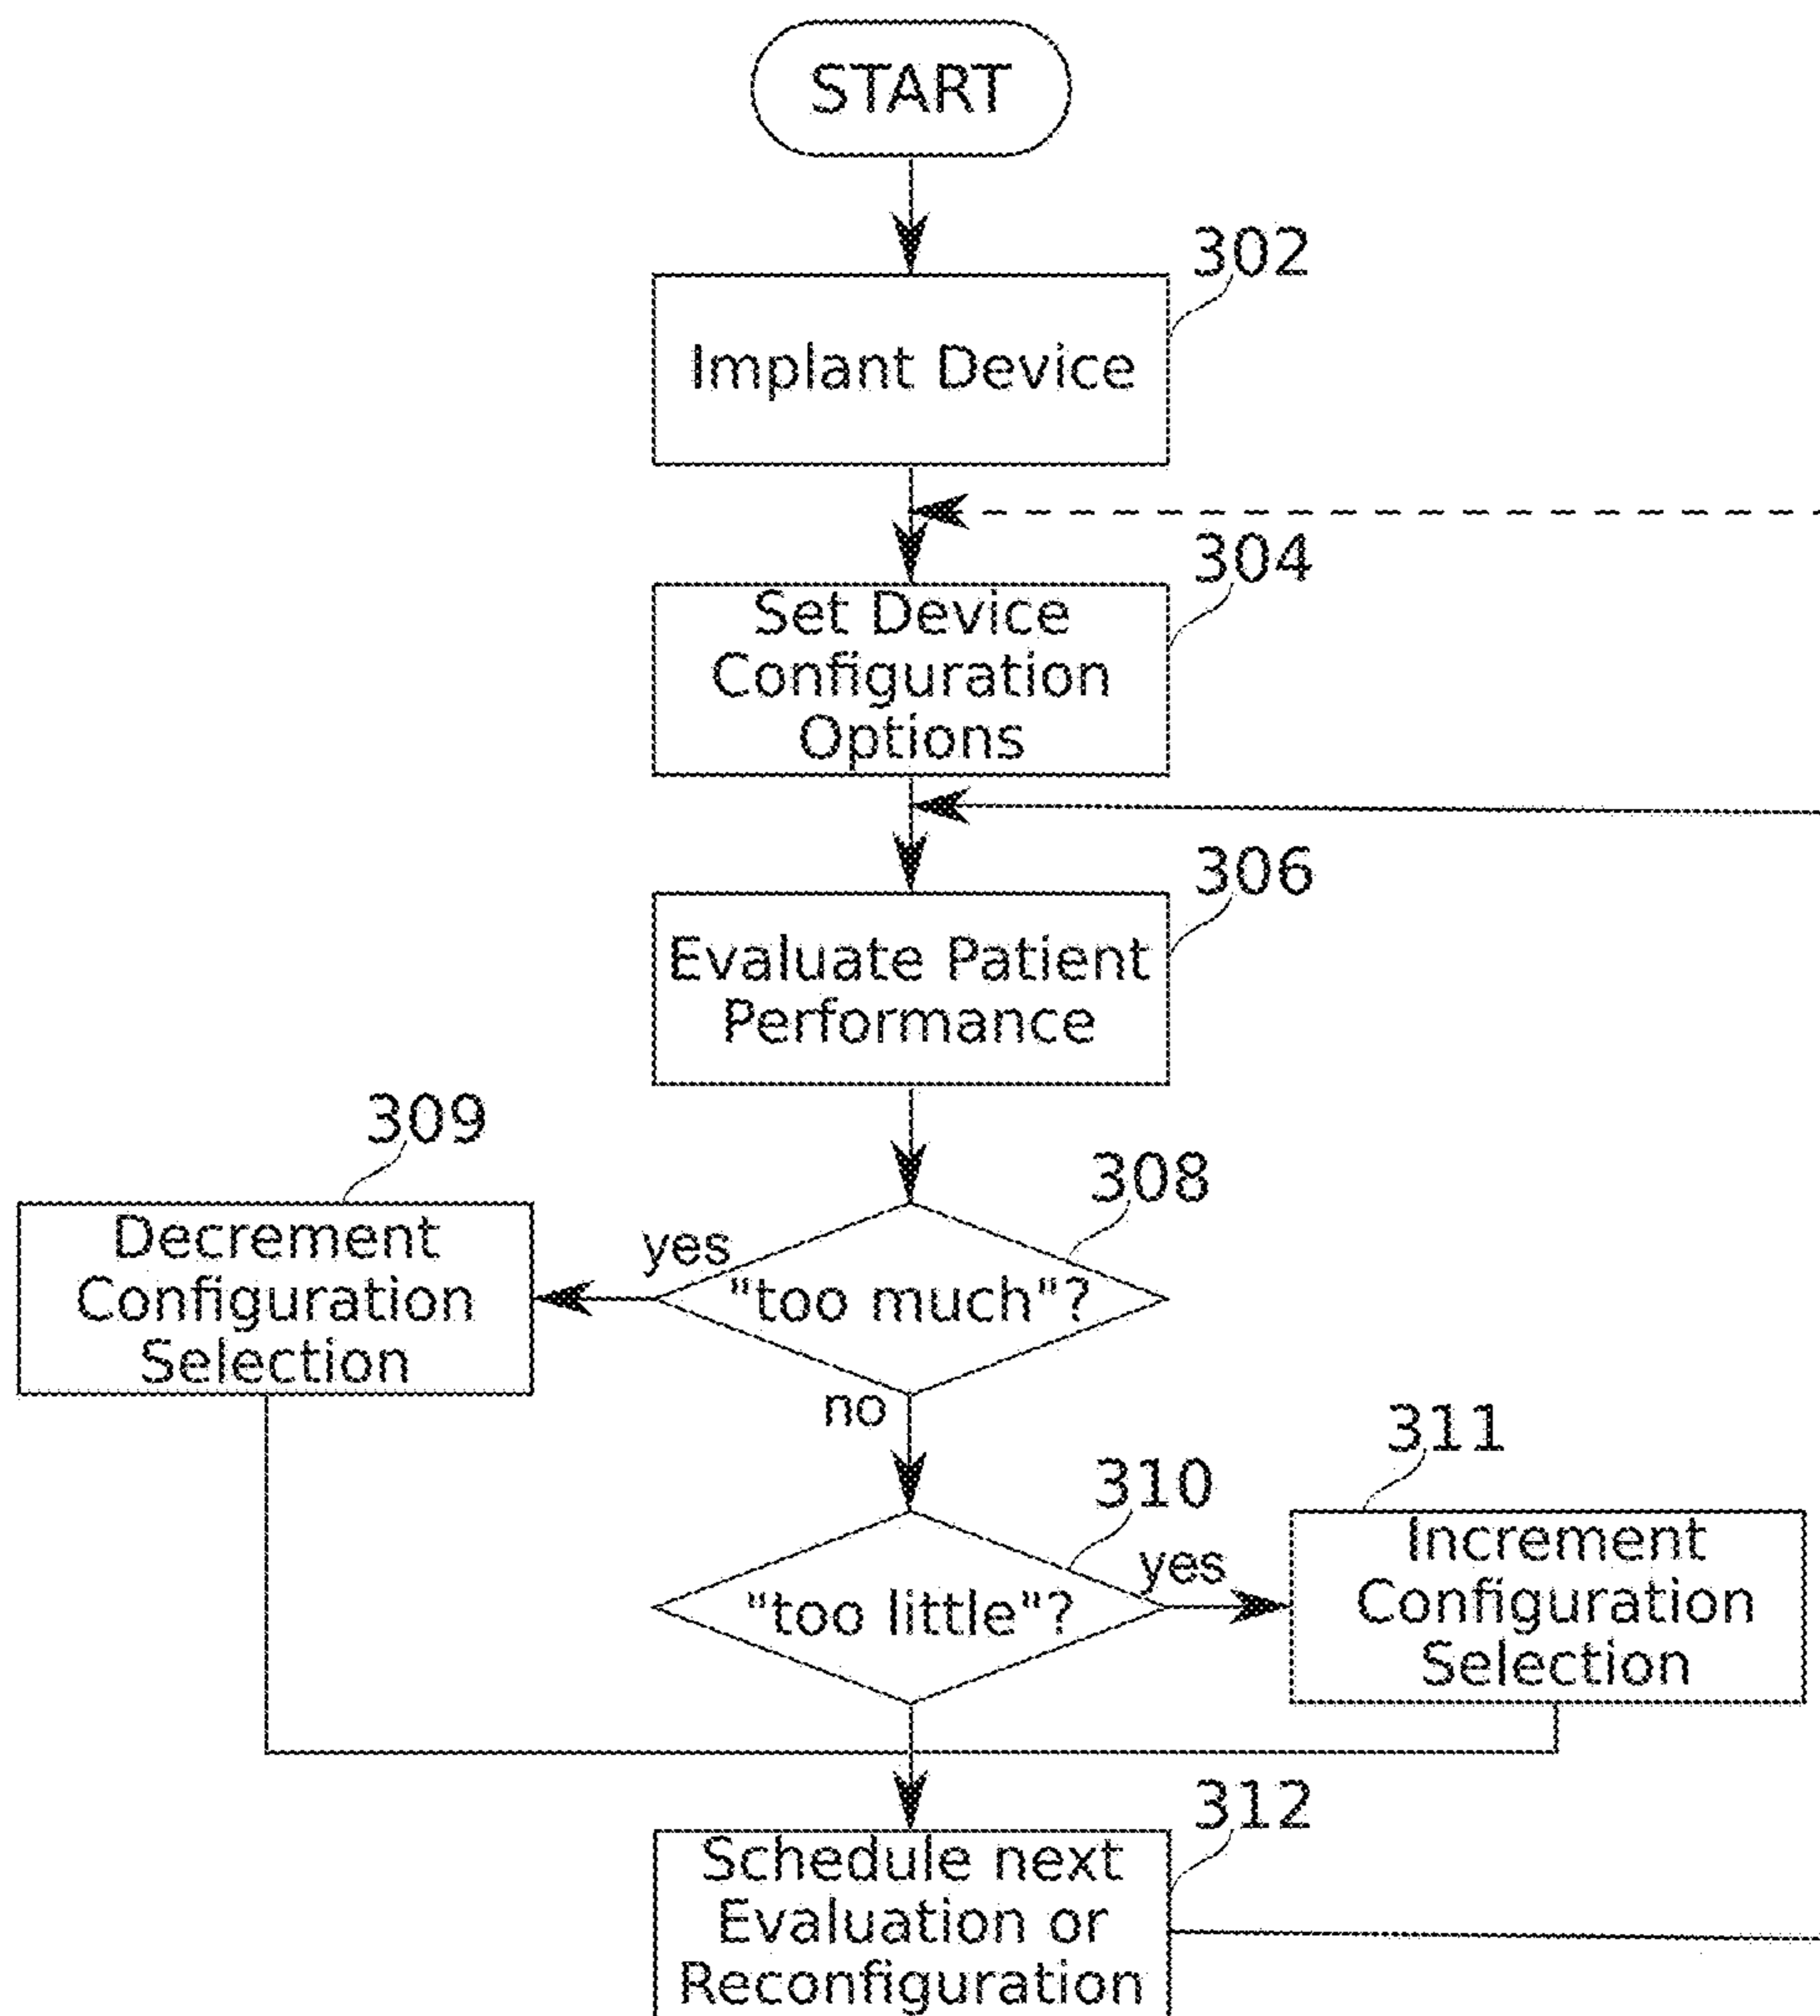 START
302
Implant Device
304
Set Device
Configuration
Options
306
Evaluate Patient
Performance
309
308
Decrement
Configuration
Selection
yes
"too much"?
no
310
311
"too little"?
yes
Increment
Configuration
Selection
312
Schedule next
Evaluation or
Reconfiguration